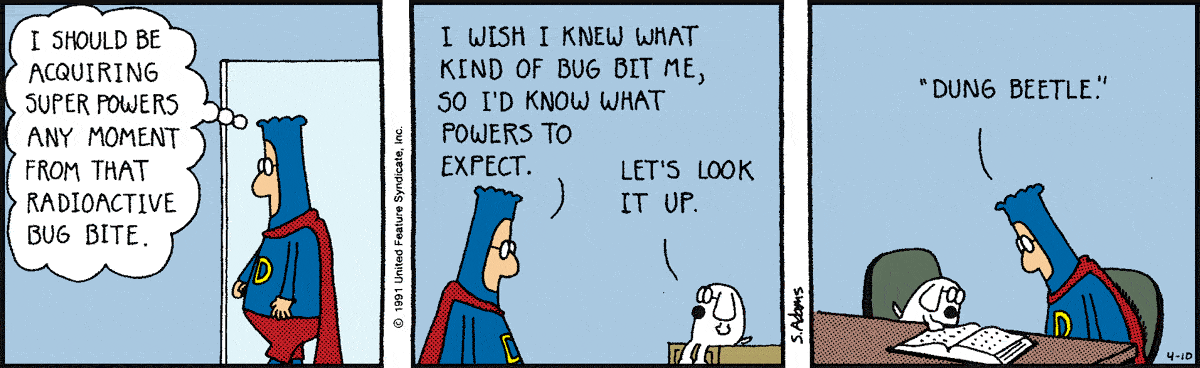 I SHOULD BE
ACQUIRING
SUPER POWERS
ANY MOMENT
FROM THAT
RADIOACTIVE
BUG BITE.
D
© 1991 United Feature Syndicate, Inc.
I WISH I KNEW WHAT
KIND OF BUG BIT ME,
SO I'D KNOW WHAT
POWERS TO
EXPECT.
LET'S LOOK
IT UP.
D
S. Adams
"DUNG BEETLE."
D
4-10